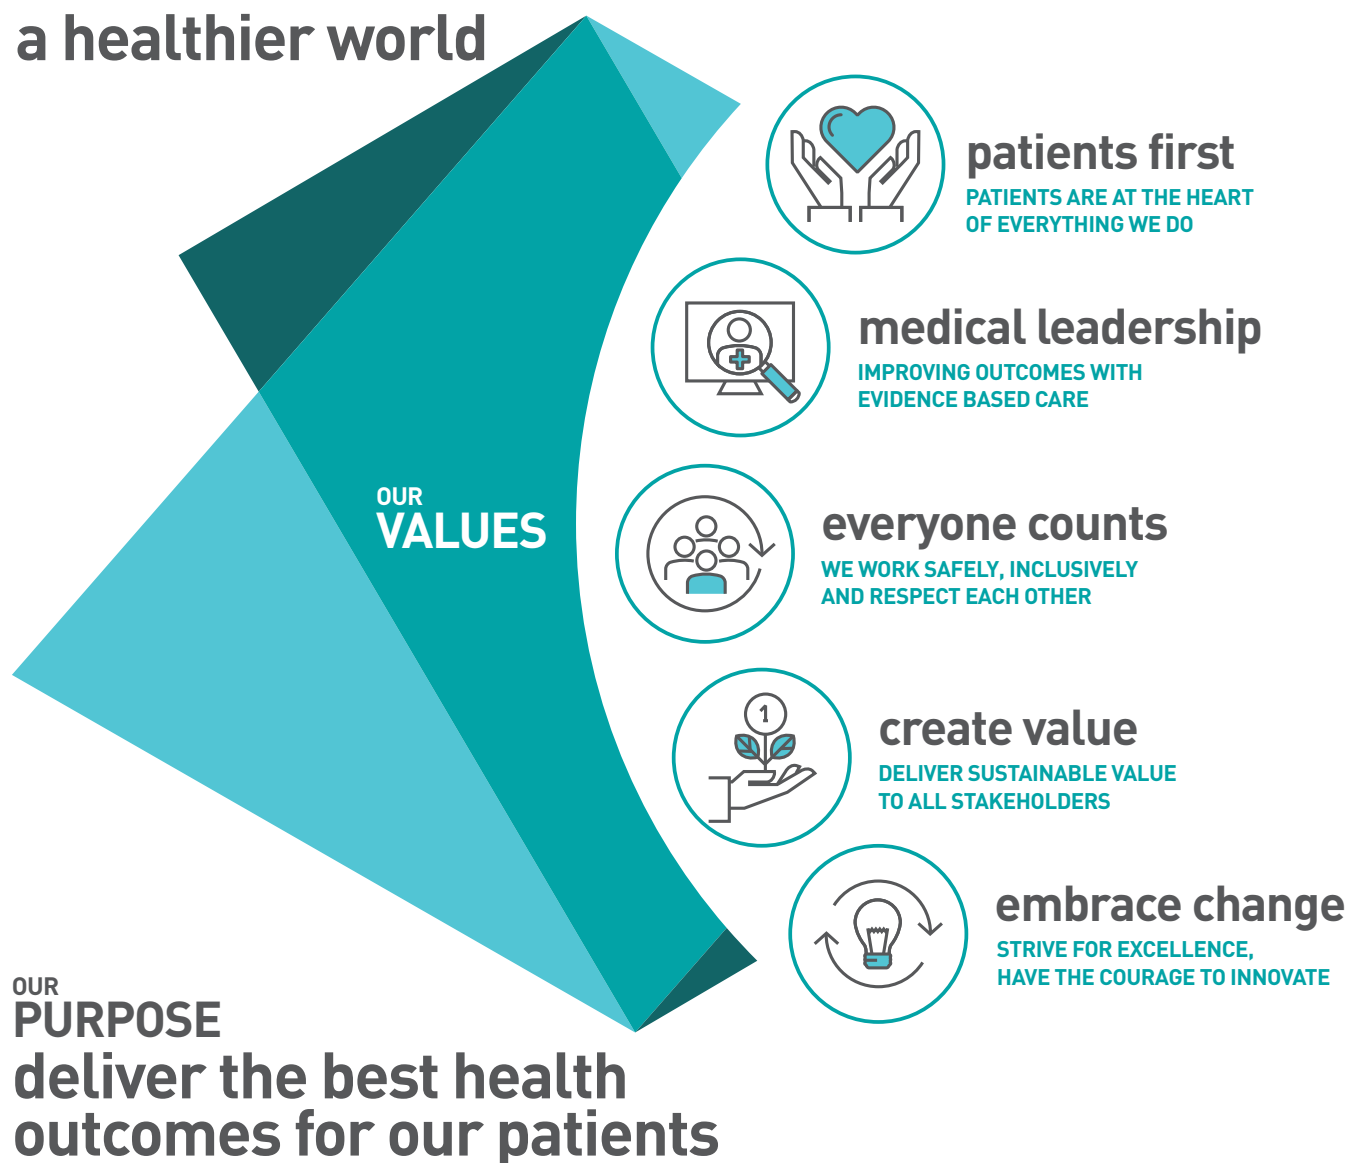 a healthier world
patients first
PATIENTS ARE AT THE HEART
OF EVERYTHING WE DO
medical leadership
IMPROVING OUTCOMES WITH
EVIDENCE BASED CARE
OUR
VALUES
everyone counts
WE WORK SAFELY, INCLUSIVELY
AND RESPECT EACH OTHER
1
create value
DELIVER SUSTAINABLE VALUE
TO ALL STAKEHOLDERS
embrace change
STRIVE FOR EXCELLENCE,
HAVE THE COURAGE TO INNOVATE
OUR
PURPOSE
deliver the best health
outcomes for our patients